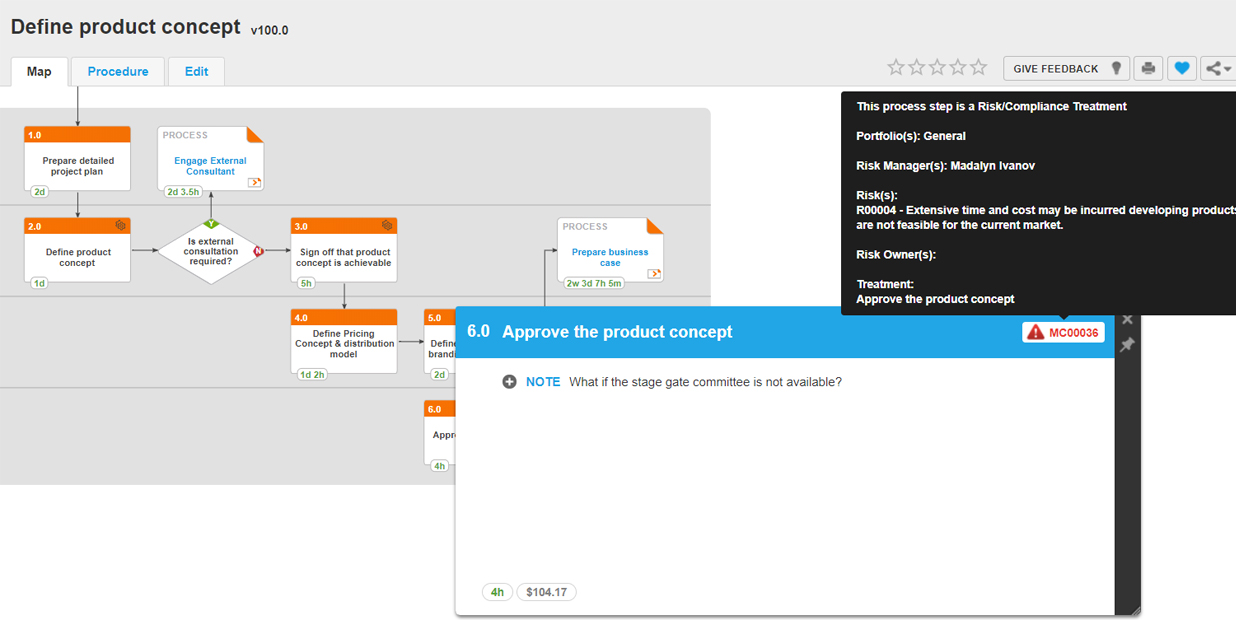 Define product concept v100.0
Map
Procedure
Edit
GIVE FEEDBACK
This process step is a Risk/Compliance Treatment
Portfolio(s): General
Risk Manager(s): Madalyn Ivanov
Risk(s):
R00004 - Extensive time and cost may be incurred developing products
are not feasible for the current market.
Risk Owner(s):
Treatment:
Approve the product concept
1.0
Prepare detailed
project plan
2d
PROCESS
Engage External
Consultant
2d 3.5h
2.0
Define product
concept
1d
Y
Is external
consultation
required?
N
3.0
Sign off that product
concept is achievable
5h
PROCESS
Prepare business
case
2w 3d 7h 5m
4.0
Define Pricing
Concept & distribution
model
1d 2h
5.0
Define
brandi
2d
6.0
Appr
4h
6.0 Approve the product concept
MC00036
NOTE What if the stage gate committee is not available?
4h
$104.17